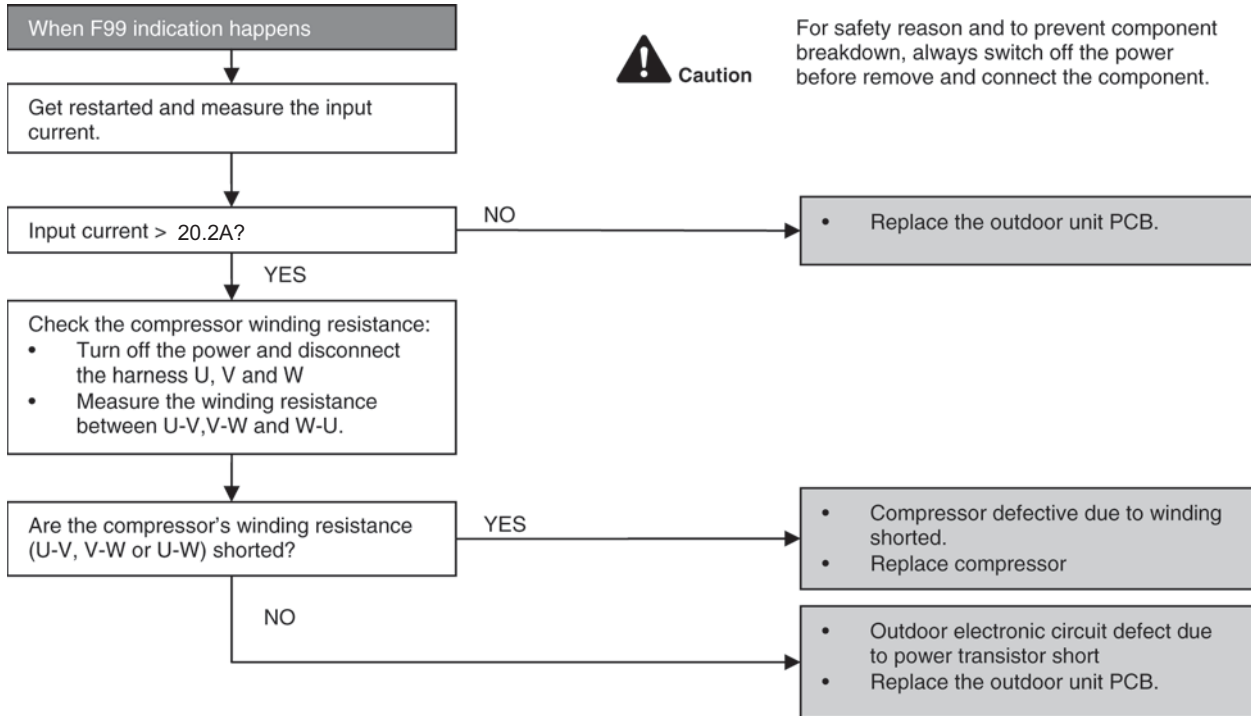 When F99 indication happens
Caution
For safety reason and to prevent component
breakdown, always switch off the power
before remove and connect the component.
Get restarted and measure the input
current.
Input current > 20.2A?
NO
• Replace the outdoor unit PCB.
YES
Check the compressor winding resistance:
• Turn off the power and disconnect
the harness U, V and W
• Measure the winding resistance
between U-V,V-W and W-U.
Are the compressor's winding resistance
(U-V, V-W or U-W) shorted?
YES
• Compressor defective due to winding
shorted.
• Replace compressor
NO
• Outdoor electronic circuit defect due
to power transistor short
• Replace the outdoor unit PCB.